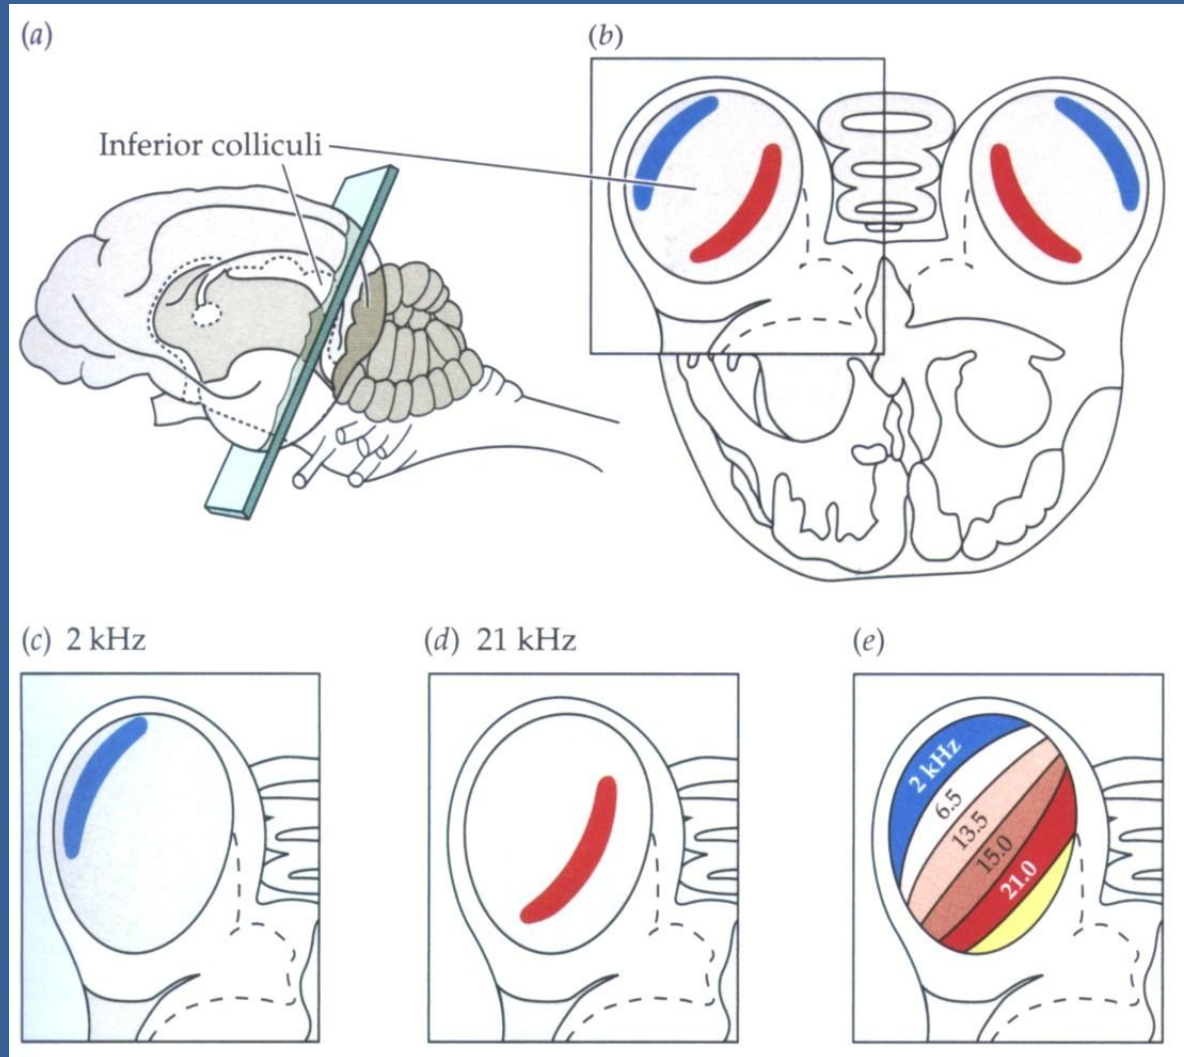 (a)
(b)
Inferior colliculi
(c) 2 kHz
(d) 21 kHz
(e)
2 kHz
6.5
13.5
15.0
21.0